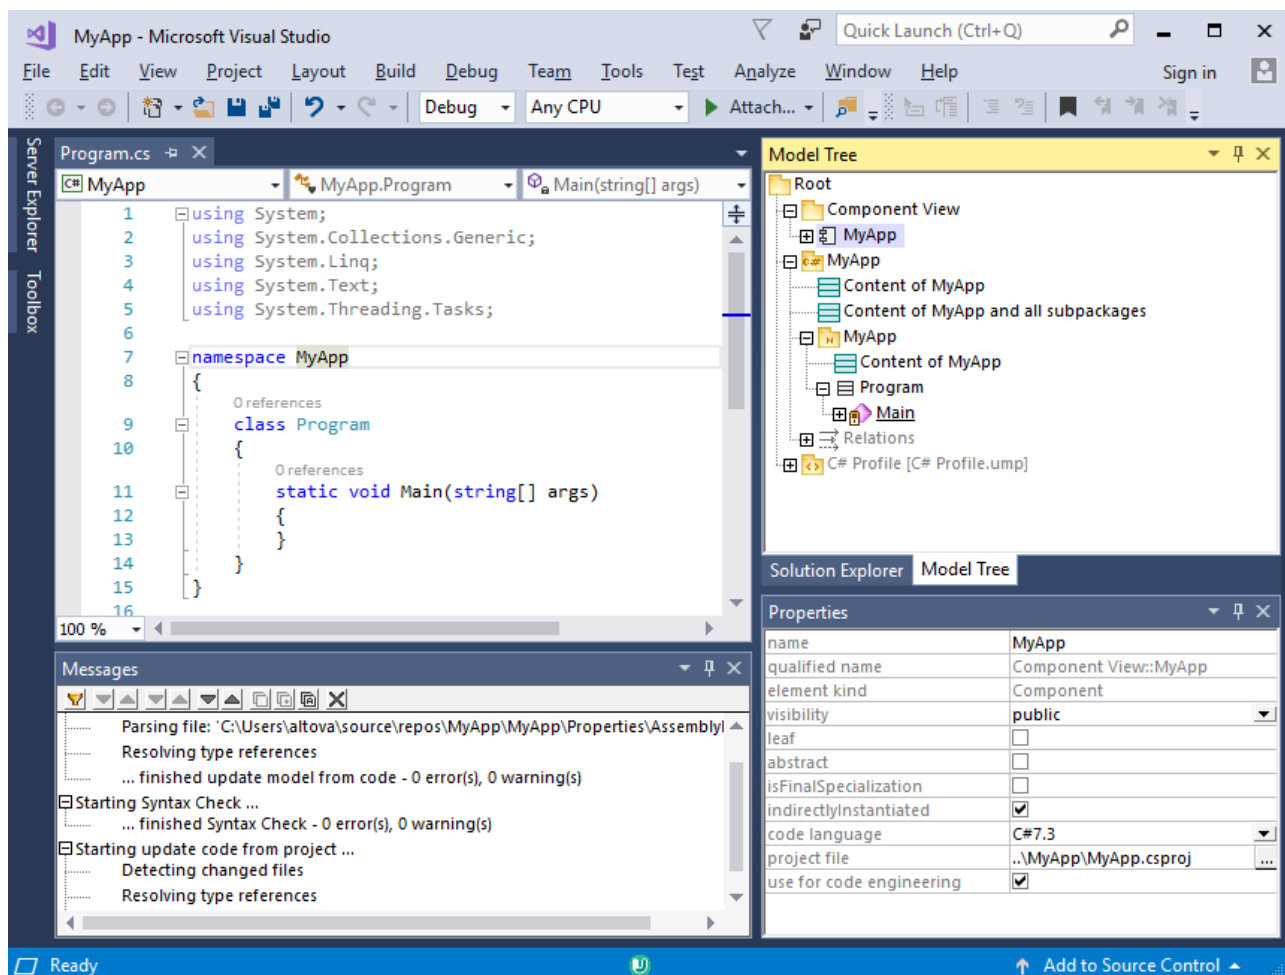 MyApp - Microsoft Visual Studio
Quick Launch (Ctrl+Q)
File Edit View Project Layout Build Debug Team Tools Test Analyze Window Help Sign in
Debug Any CPU Attach...
Server Explorer
Toolbox
Program.cs
MyApp MyApp.Program Main(string[] args)
1 using System;
2 using System.Collections.Generic;
3 using System.Linq;
4 using System.Text;
5 using System.Threading.Tasks;
6
7 namespace MyApp
8 {
0 references
9 class Program
10 {
0 references
11 static void Main(string[] args)
12 {
13 }
14 }
15 }
16
100 %
Messages
Parsing file: 'C:\Users\altova\source\repos\MyApp\MyApp\Properties\Assembly
Resolving type references
... finished update model from code - 0 error(s), 0 warning(s)
Starting Syntax Check ...
... finished Syntax Check - 0 error(s), 0 warning(s)
Starting update code from project ...
Detecting changed files
Resolving type references
Model Tree
Root
Component View
MyApp
MyApp
Content of MyApp
Content of MyApp and all subpackages
MyApp
Content of MyApp
Program
Main
Relations
C# Profile [C# Profile.ump]
Solution Explorer Model Tree
Properties
name MyApp
qualified name Component View::MyApp
element kind Component
visibility public
leaf
abstract
isFinalSpecialization
indirectlyInstantiated
code language C#7.3
project file ..\MyApp\MyApp.csproj ...
use for code engineering
Ready
Add to Source Control